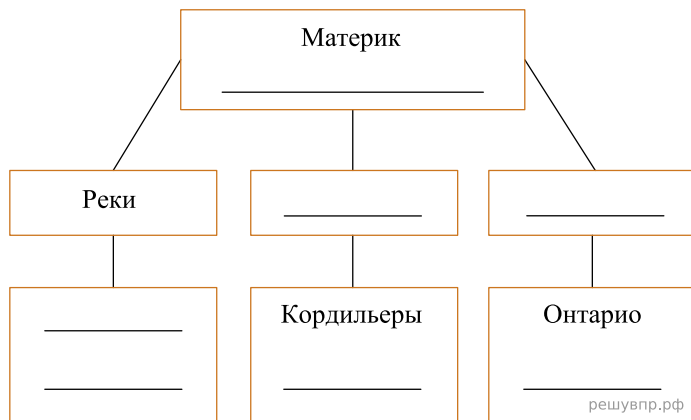 Материк
Реки
Кордильеры
Онтарио
решувпр.рф